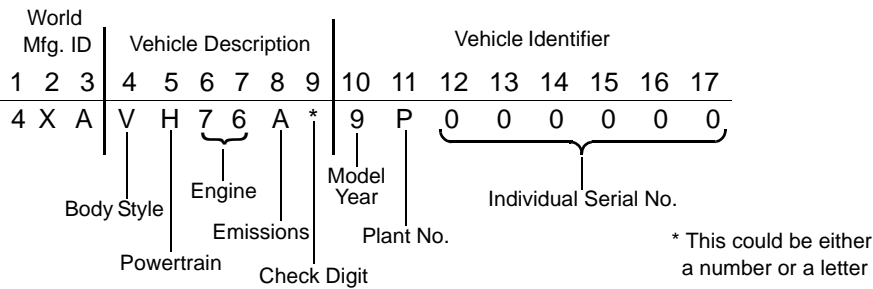 World
Mfg. ID Vehicle Description Vehicle Identifier
1 2 3 4 5 6 7 8 9 10 11 12 13 14 15 16 17
4 X A V H 7 6 A * 9 P 0 0 0 0 0 0
Body Style
Powertrain
Engine
Emissions
Check Digit
Model
Year
Plant No.
Individual Serial No.
* This could be either
a number or a letter